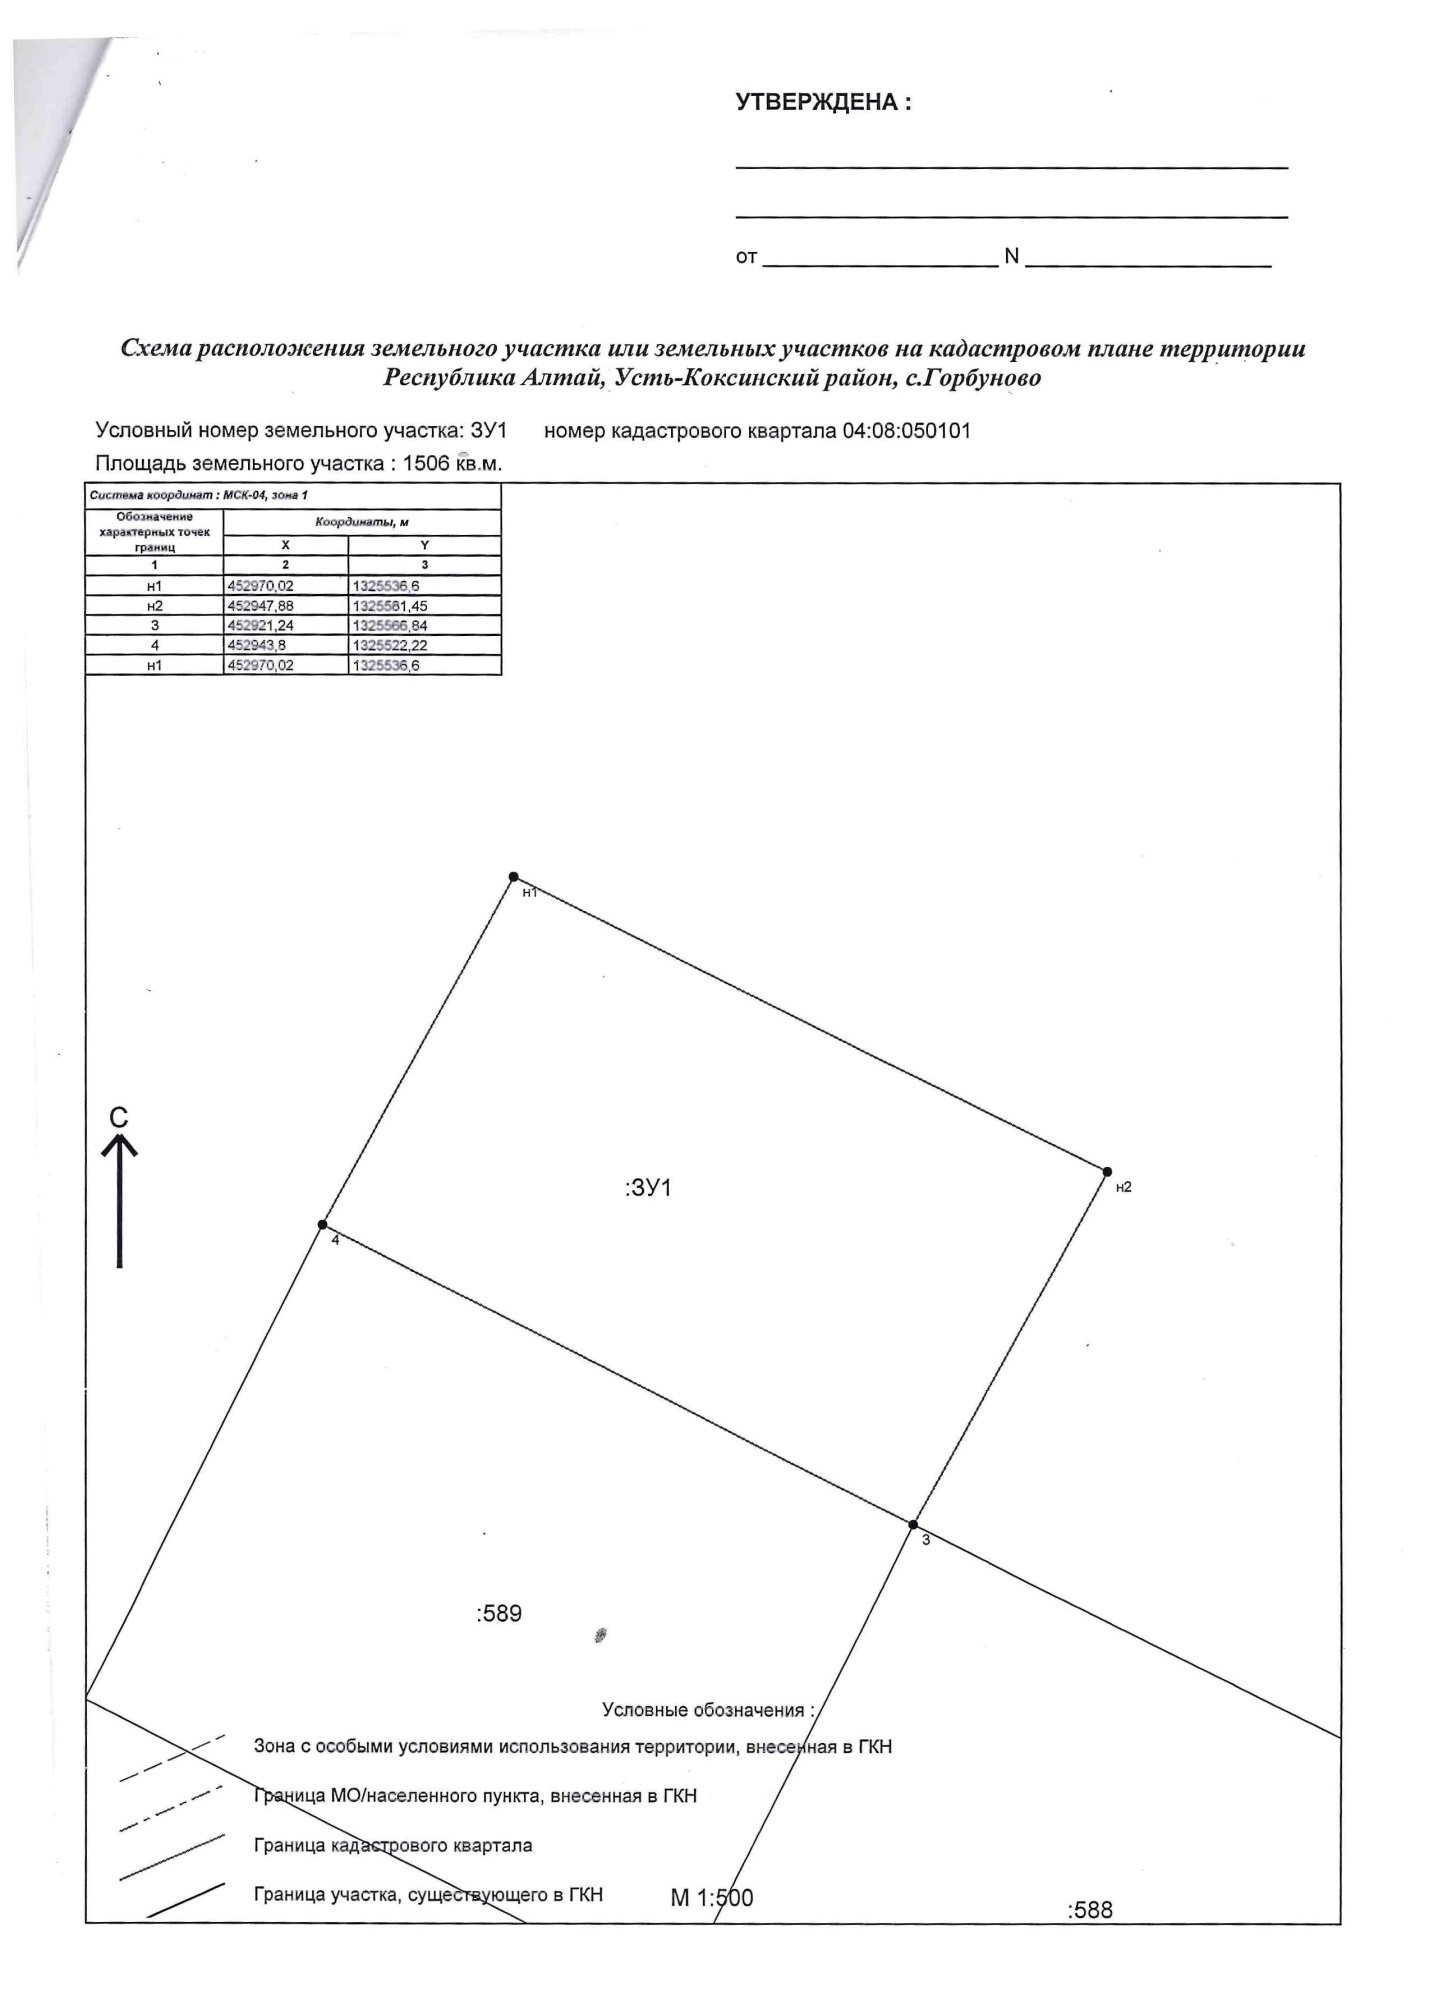 УТВЕРЖДЕНА :
от N
Схема расположения земельного участка или земельных участков на кадастровом плане территории
Республика Алтай, Усть-Коксинский район, с.Горбуново
Условный номер земельного участка: ЗУ1 номер кадастрового квартала 04:08:050101
Площадь земельного участка : 1506 кв.м.
Система координат : МСК-04, зона 1
Обозначение характерных точек границ Координаты, м
X Y
1 2 3
н1 452970,02 1325536,6
н2 452947,88 1325581,45
3 452921,24 1325566,84
4 452943,8 1325522,22
н1 452970,02 1325536,6
н1
С
:ЗУ1
н2
4
3
:589
Условные обозначения :
Зона с особыми условиями использования территории, внесенная в ГКН
Граница МО/населенного пункта, внесенная в ГКН
Граница кадастрового квартала
Граница участка, существующего в ГКН
М 1:500
:588